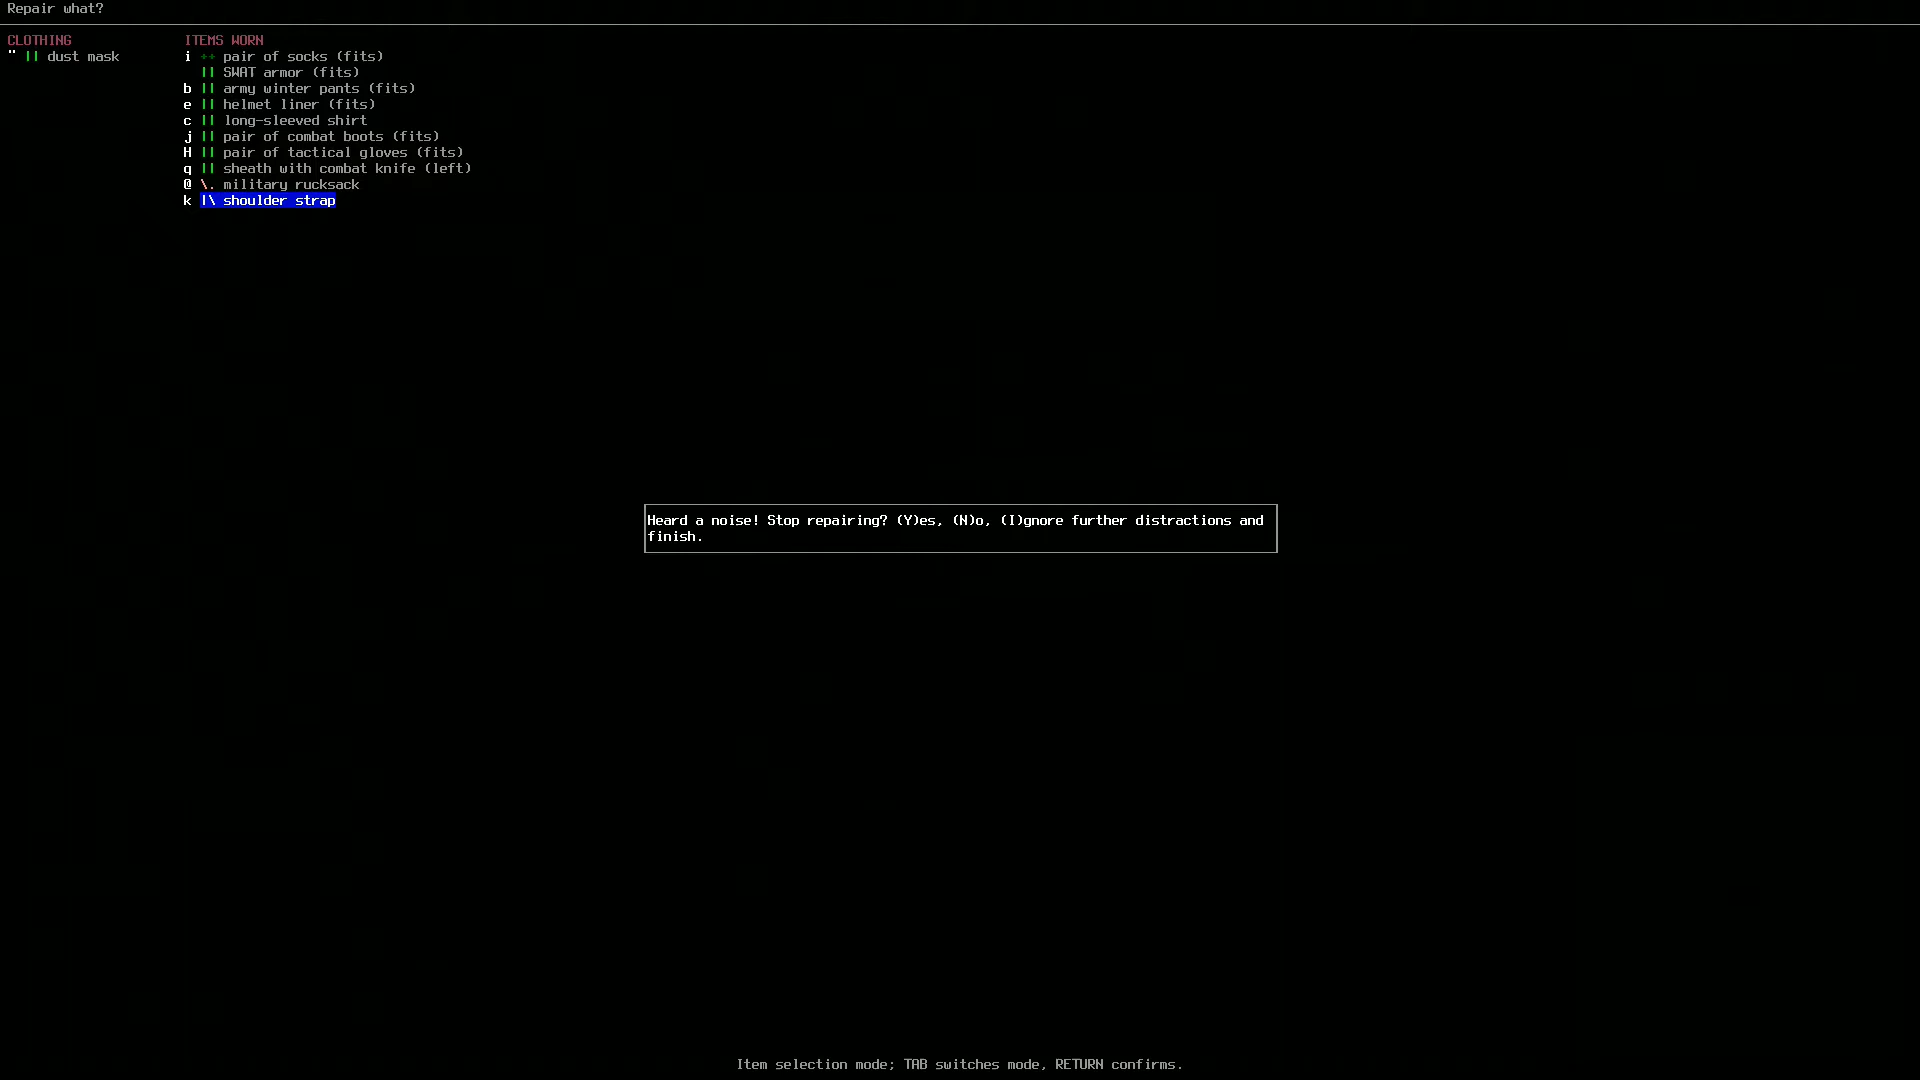 Repair what?
CLOTHING
" || dust mask
ITEMS WORN
i ++ pair of socks (fits)
|| SWAT armor (fits)
b || army winter pants (fits)
e || helmet liner (fits)
c || long-sleeved shirt
j || pair of combat boots (fits)
H || pair of tactical gloves (fits)
q || sheath with combat knife (left)
@ \. military rucksack
k |\ shoulder strap
Heard a noise! Stop repairing? (Y)es, (N)o, (I)gnore further distractions and
finish.
Item selection mode; TAB switches mode, RETURN confirms.